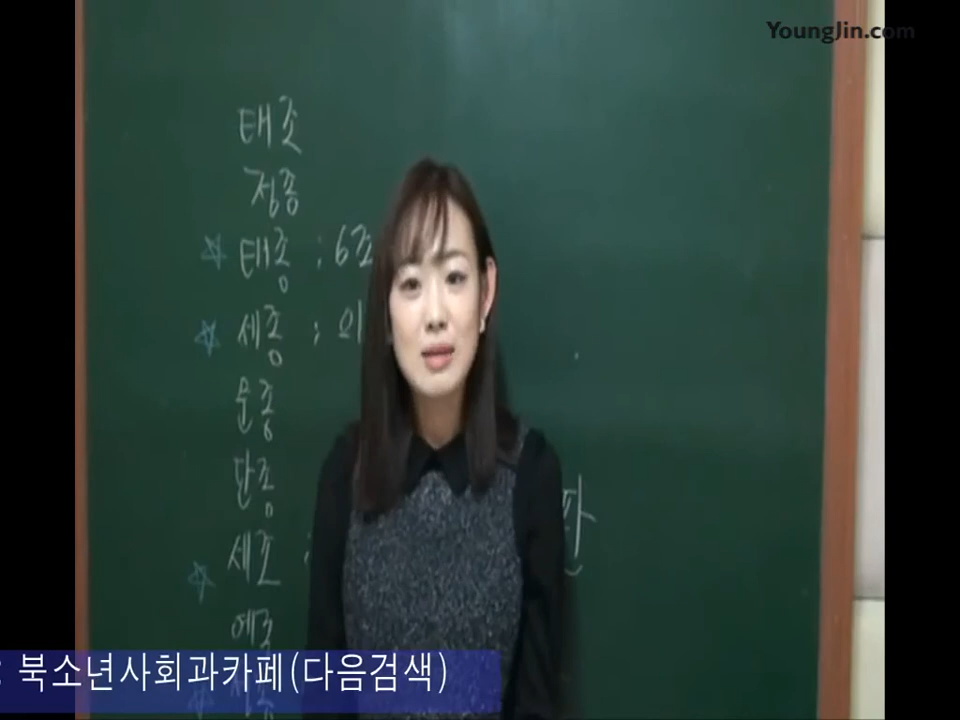 YoungJin.com
태조
정종
☆ 태종 : 6조
☆ 세종 : 의
문종
단종
☆ 세조 :
판
예종
북소년사회과카페(다음검색)